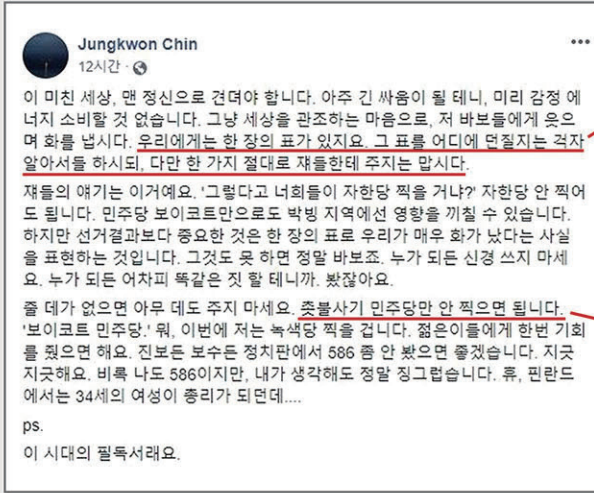 Jungkwon Chin
12시간 ·
이 미친 세상, 맨 정신으로 견뎌야 합니다. 아주 긴 싸움이 될 테니, 미리 감정 에
너지 소비할 것 없습니다. 그냥 세상을 관조하는 마음으로, 저 바보들에게 웃으
며 화를 냅시다. 우리에게는 한 장의 표가 있지요. 그 표를 어디에 던질지는 각자
알아서들 하시되, 다만 한 가지 절대로 쟤들한테 주지는 맙시다.
쟤들의 얘기는 이거예요. '그렇다고 너희들이 자한당 찍을 거냐?' 자한당 안 찍어
도 됩니다. 민주당 보이코트만으로도 박빙 지역에선 영향을 끼칠 수 있습니다.
하지만 선거결과보다 중요한 것은 한 장의 표로 우리가 매우 화가 났다는 사실
을 표현하는 것입니다. 그것도 못 하면 정말 바보죠. 누가 되든 신경 쓰지 마세
요. 누가 되든 어차피 똑같은 짓 할 테니까. 봤잖아요.
줄 데가 없으면 아무 데도 주지 마세요. 촛불사기 민주당만 안 찍으면 됩니다.
'보이코트 민주당.' 뭐, 이번에 저는 녹색당 찍을 겁니다. 젊은이들에게 한번 기회
를 줬으면 해요. 진보든 보수든 정치판에서 586 좀 안 봤으면 좋겠습니다. 지긋
지긋해요. 비록 나도 586이지만, 내가 생각해도 정말 징그럽습니다. 휴, 핀란드
에서는 34세의 여성이 총리가 되던데....
ps.
이 시대의 필독서래요.